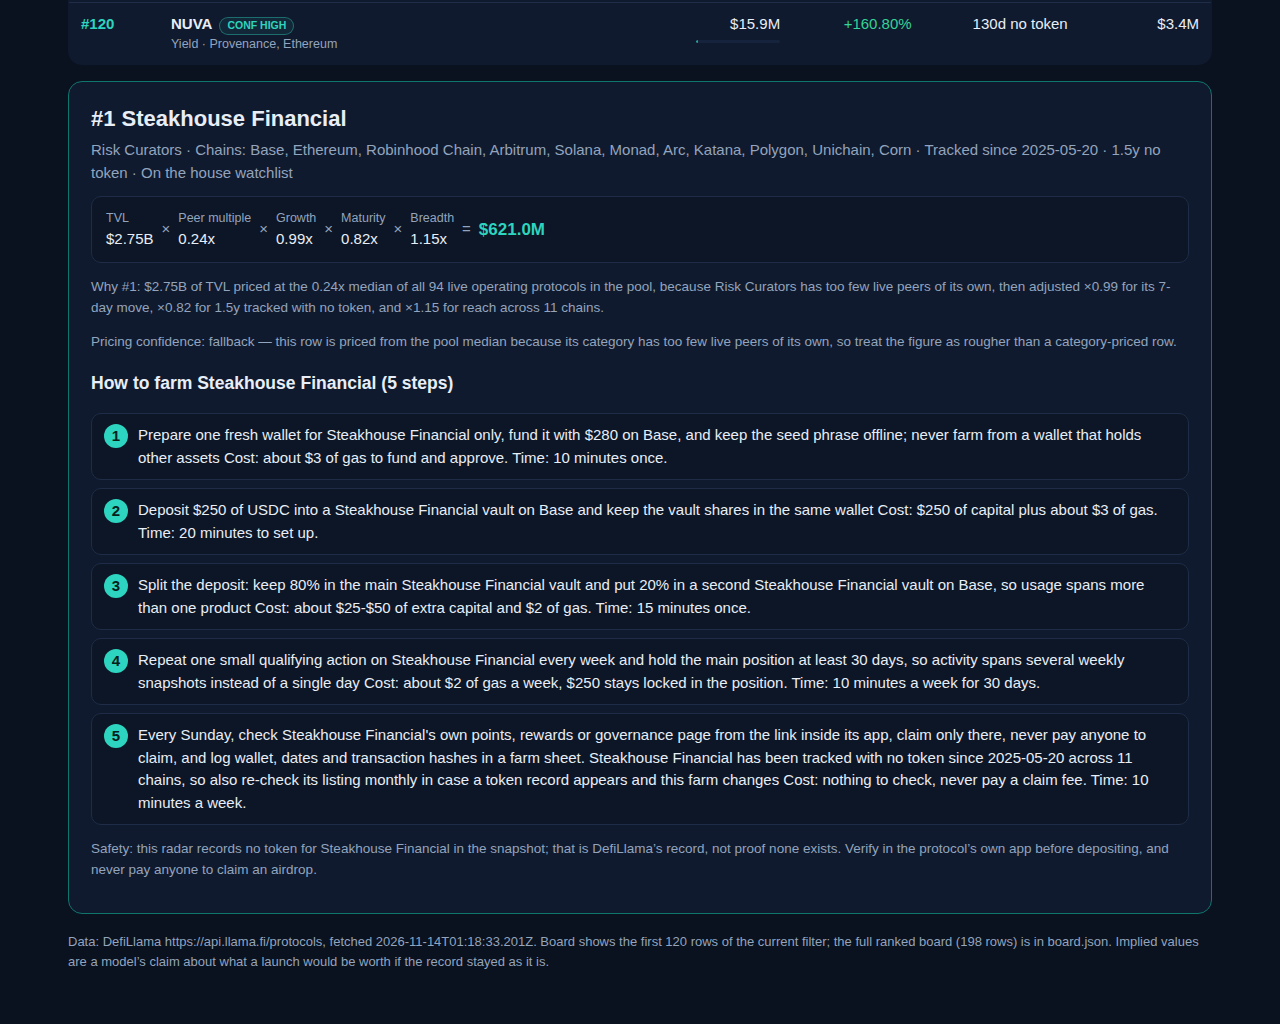 #120 NUVA CONF HIGH $15.9M +160.80% 130d no token $3.4M
Yield · Provenance, Ethereum
#1 Steakhouse Financial
Risk Curators · Chains: Base, Ethereum, Robinhood Chain, Arbitrum, Solana, Monad, Arc, Katana, Polygon, Unichain, Corn · Tracked since 2025-05-20 · 1.5y no
token · On the house watchlist
TVL Peer multiple Growth Maturity Breadth
$2.75B × 0.24x × 0.99x × 0.82x × 1.15x = $621.0M
Why #1: $2.75B of TVL priced at the 0.24x median of all 94 live operating protocols in the pool, because Risk Curators has too few live peers of its own, then adjusted ×0.99 for its 7-
day move, ×0.82 for 1.5y tracked with no token, and ×1.15 for reach across 11 chains.
Pricing confidence: fallback — this row is priced from the pool median because its category has too few live peers of its own, so treat the figure as rougher than a category-priced row.
How to farm Steakhouse Financial (5 steps)
1 Prepare one fresh wallet for Steakhouse Financial only, fund it with $280 on Base, and keep the seed phrase offline; never farm from a wallet that holds
other assets Cost: about $3 of gas to fund and approve. Time: 10 minutes once.
2 Deposit $250 of USDC into a Steakhouse Financial vault on Base and keep the vault shares in the same wallet Cost: $250 of capital plus about $3 of gas.
Time: 20 minutes to set up.
3 Split the deposit: keep 80% in the main Steakhouse Financial vault and put 20% in a second Steakhouse Financial vault on Base, so usage spans more
than one product Cost: about $25-$50 of extra capital and $2 of gas. Time: 15 minutes once.
4 Repeat one small qualifying action on Steakhouse Financial every week and hold the main position at least 30 days, so activity spans several weekly
snapshots instead of a single day Cost: about $2 of gas a week, $250 stays locked in the position. Time: 10 minutes a week for 30 days.
5 Every Sunday, check Steakhouse Financial's own points, rewards or governance page from the link inside its app, claim only there, never pay anyone to
claim, and log wallet, dates and transaction hashes in a farm sheet. Steakhouse Financial has been tracked with no token since 2025-05-20 across 11
chains, so also re-check its listing monthly in case a token record appears and this farm changes Cost: nothing to check, never pay a claim fee. Time: 10
minutes a week.
Safety: this radar records no token for Steakhouse Financial in the snapshot; that is DefiLlama’s record, not proof none exists. Verify in the protocol’s own app before depositing, and
never pay anyone to claim an airdrop.
Data: DefiLlama https://api.llama.fi/protocols, fetched 2026-11-14T01:18:33.201Z. Board shows the first 120 rows of the current filter; the full ranked board (198 rows) is in board.json. Implied values
are a model’s claim about what a launch would be worth if the record stayed as it is.